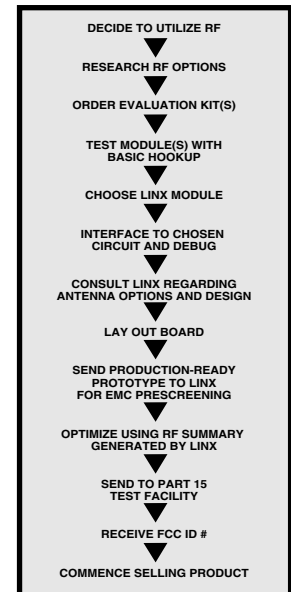 DECIDE TO UTILIZE RF
RESEARCH RF OPTIONS
ORDER EVALUATION KIT(S)
TEST MODULE(S) WITH
BASIC HOOKUP
CHOOSE LINX MODULE
INTERFACE TO CHOSEN
CIRCUIT AND DEBUG
CONSULT LINX REGARDING
ANTENNA OPTIONS AND DESIGN
LAY OUT BOARD
SEND PRODUCTION-READY
PROTOTYPE TO LINX
FOR EMC PRESCREENING
OPTIMIZE USING RF SUMMARY
GENERATED BY LINX
SEND TO PART 15
TEST FACILITY
RECEIVE FCC ID #
COMMENCE SELLING PRODUCT